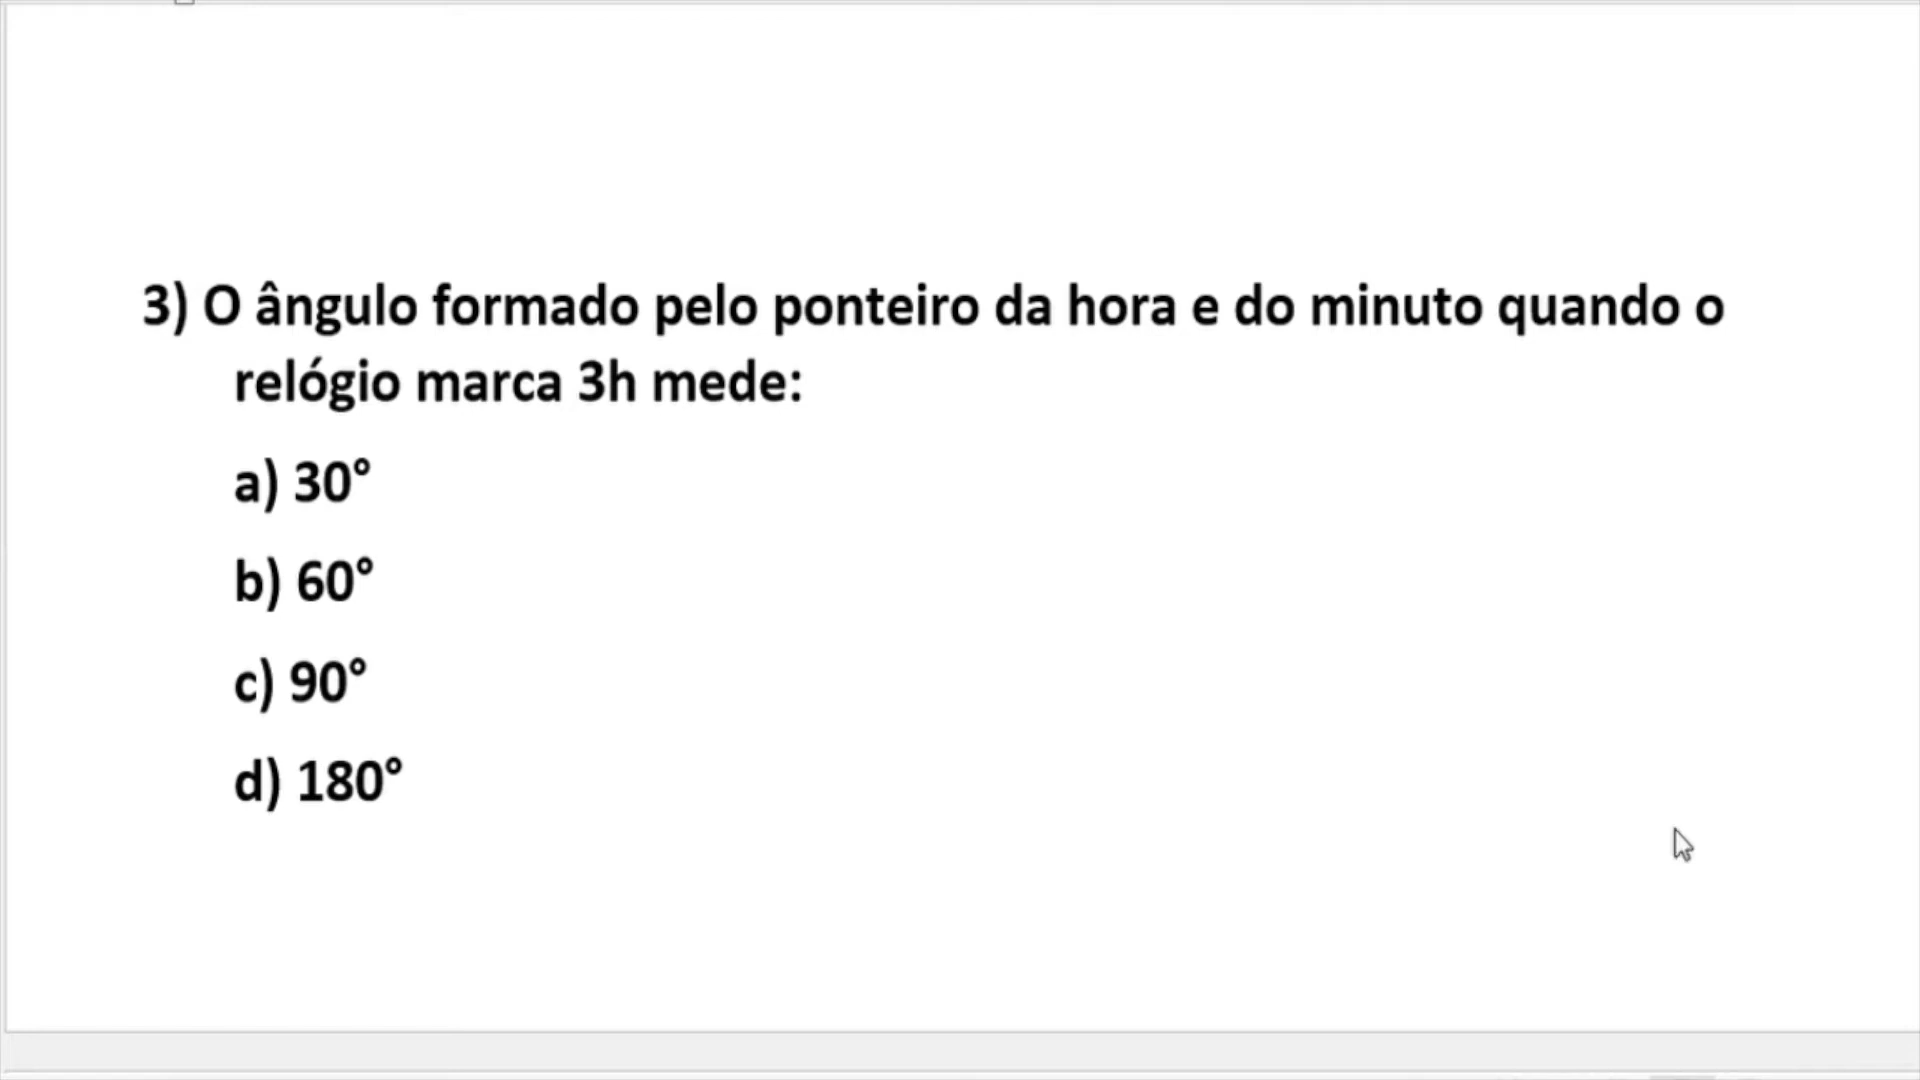 3) O ângulo formado pelo ponteiro da hora e do minuto quando o
relógio marca 3h mede:
a) 30°
b) 60°
c) 90°
d) 180°